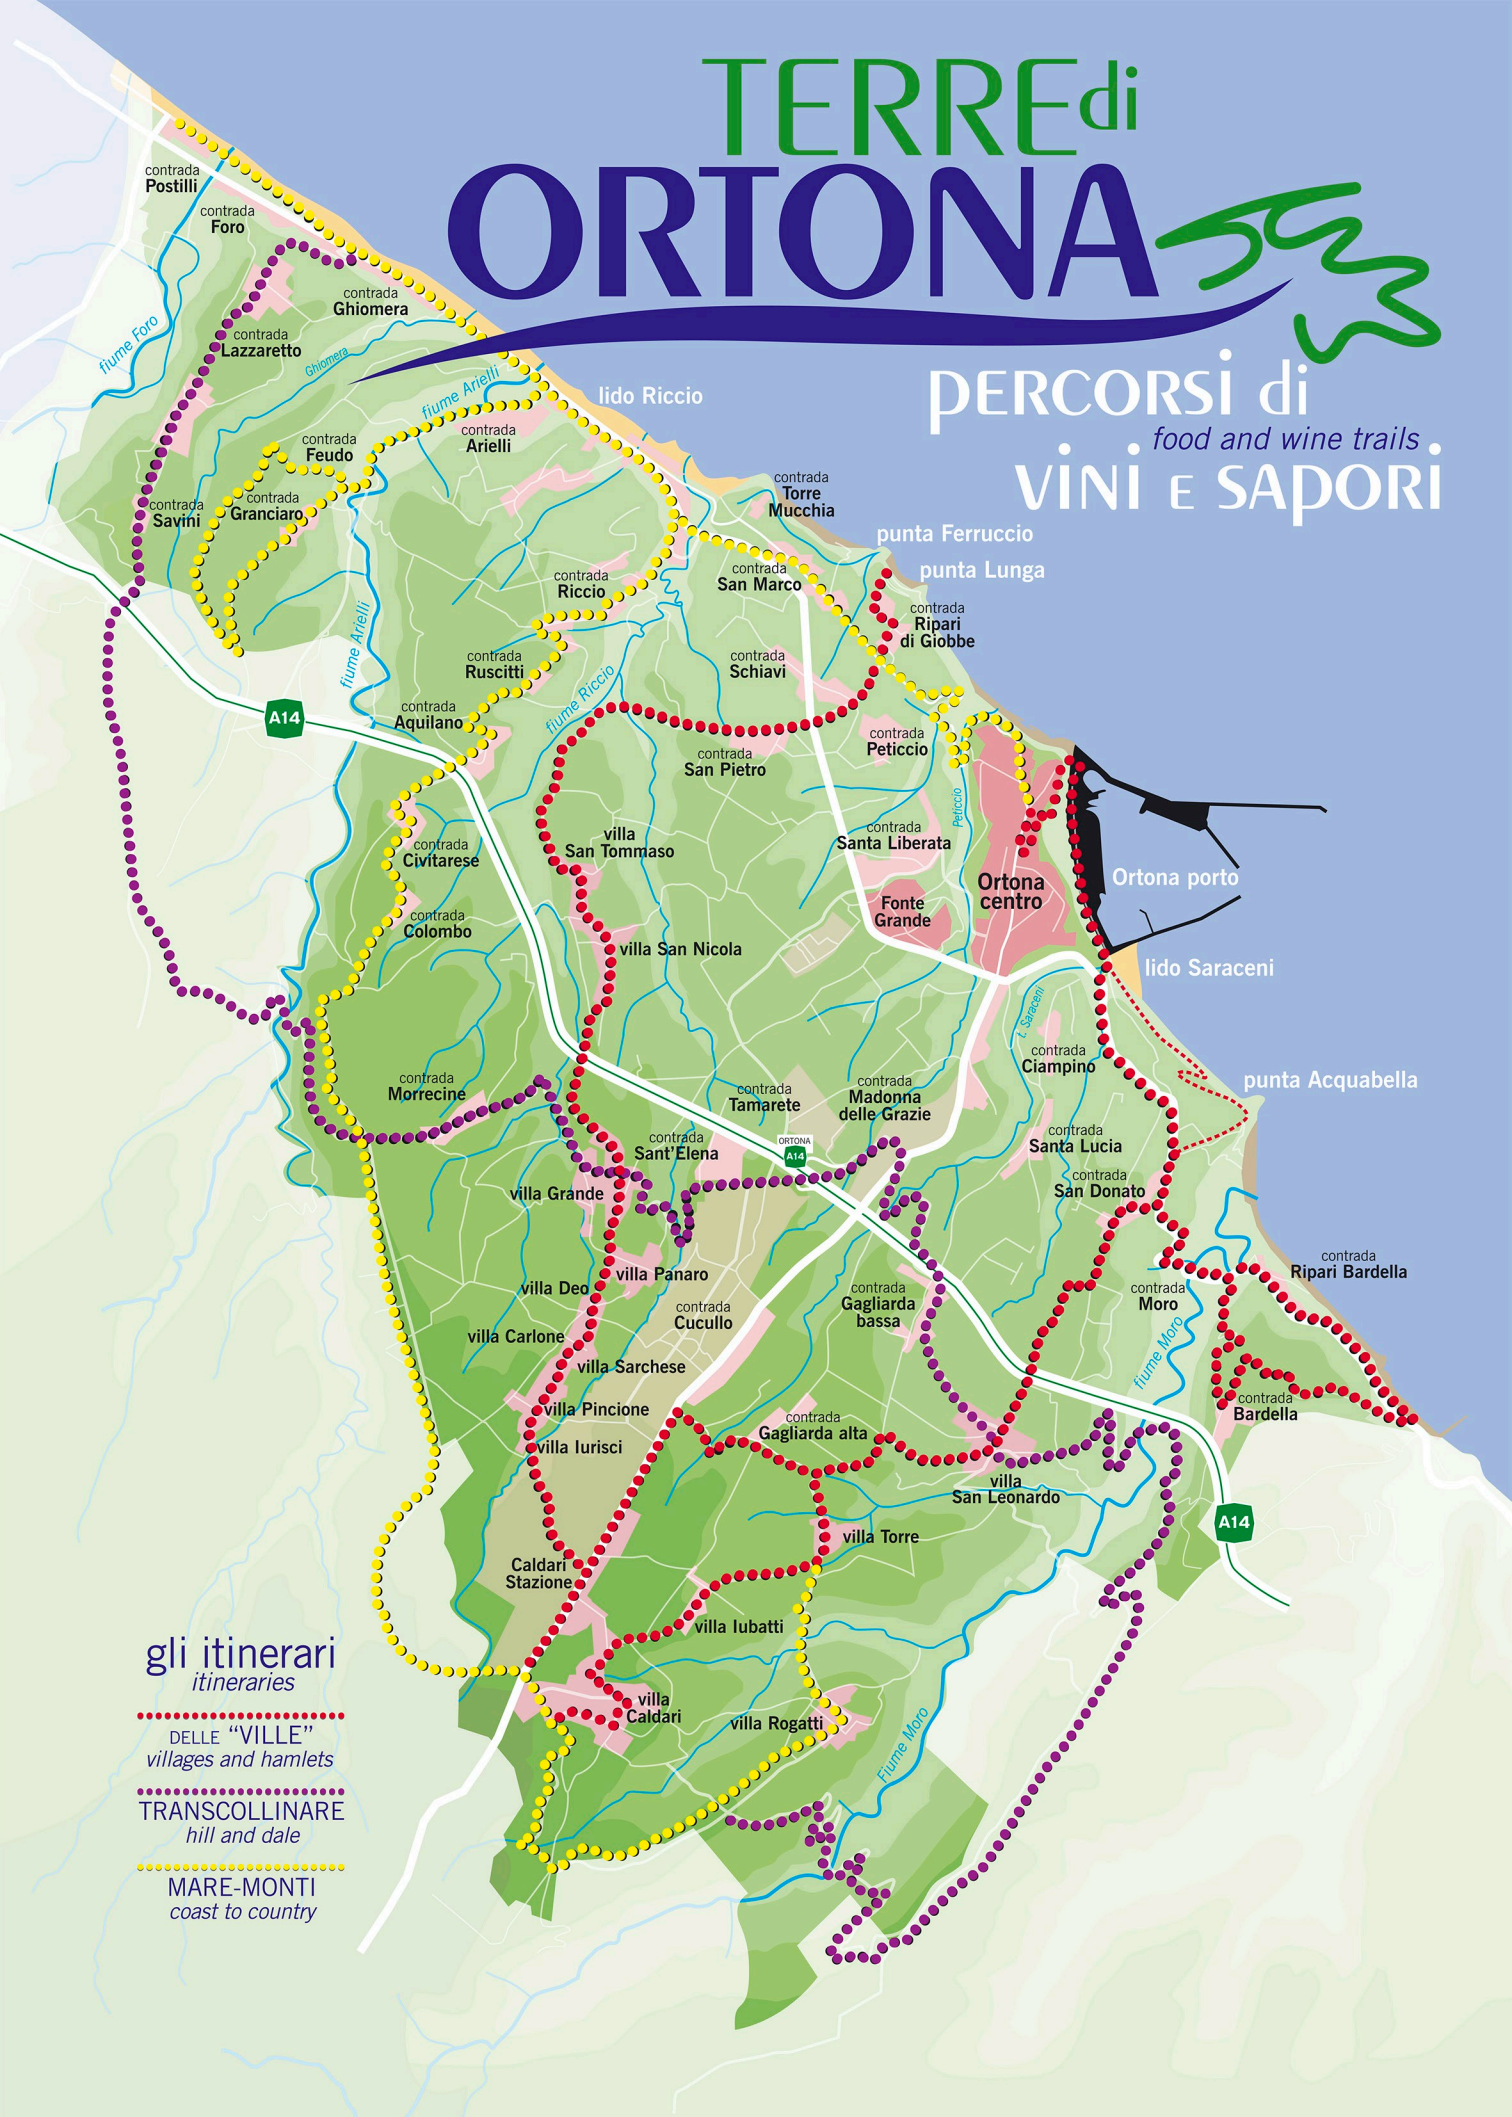 TERRE di
ORTONA
PERCORSI di
food and wine trails
VINI E SAPORI
contrada
Postilli
contrada
Foro
contrada
Ghiomera
fiume Foro
contrada
Lazzaretto
Ghiomera
fiume Arielli
lido Riccio
contrada
Arielli
contrada
Feudo
contrada
Granciaro
contrada
Savini
contrada
Torre
Mucchia
punta Ferruccio
punta Lunga
contrada
San Marco
contrada
Riccio
contrada
Ripari
di Giobbe
fiume Arielli
contrada
Ruscitti
contrada
Schiavi
fiume Riccio
contrada
Aquilano
A14
contrada
Peticcio
contrada
San Pietro
Peticcio
contrada
Civitarese
villa
San Tommaso
contrada
Santa Liberata
Ortona
centro
Ortona porto
Fonte
Grande
contrada
Colombo
villa San Nicola
lido Saraceni
t. Saraceni
contrada
Ciampino
punta Acquabella
contrada
Morrecine
contrada
Tamarete
contrada
Madonna
delle Grazie
contrada
Santa Lucia
contrada
Sant'Elena
ORTONA
A14
contrada
San Donato
villa Grande
villa Panaro
villa Deo
contrada
Ripari Bardella
contrada
Moro
contrada
Gagliarda
bassa
contrada
Cucullo
villa Carlone
villa Sarchese
fiume Moro
villa Pincione
contrada
Bardella
contrada
Gagliarda alta
villa Iurisci
villa
San Leonardo
A14
villa Torre
Caldari
Stazione
villa Iubatti
villa
Caldari
villa Rogatti
Fiume Moro
gli itinerari
itineraries
DELLE “VILLE”
villages and hamlets
TRANSCOLLINARE
hill and dale
MARE-MONTI
coast to country